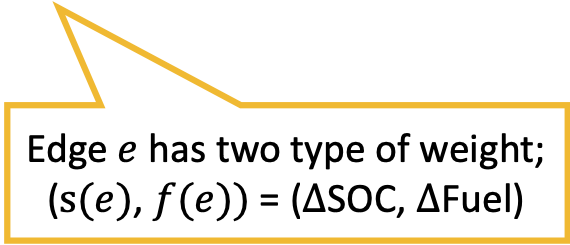 Edge e has two type of weight;
(s(e), f(e)) = (ΔSOC, ΔFuel)